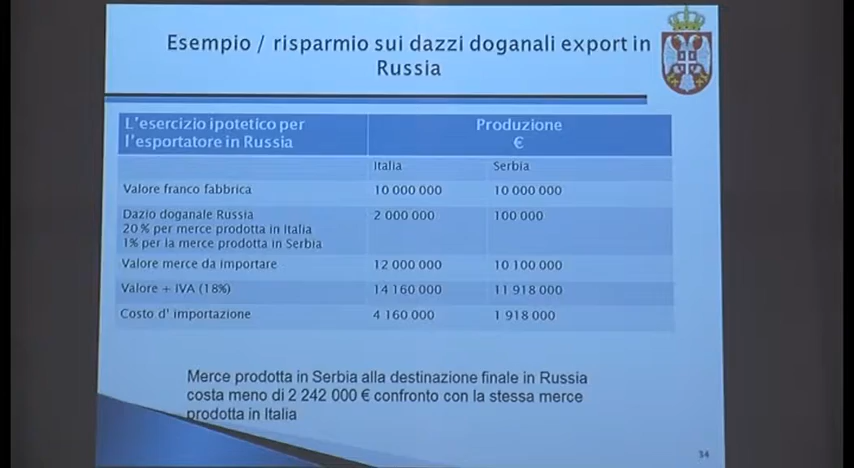 Esempio / risparmio sui dazzi doganali export in
Russia
L'esercizio ipotetico per
l'esportatore in Russia
Produzione
€
Italia Serbia
Valore franco fabbrica 10 000 000 10 000 000
Dazio doganale Russia 2 000 000 100 000
20% per merce prodotta in Italia
1% per la merce prodotta in Serbia
Valore merce da importare 12 000 000 10 100 000
Valore + IVA (18%) 14 160 000 11 918 000
Costo d' importazione 4 160 000 1 918 000
Merce prodotta in Serbia alla destinazione finale in Russia
costa meno di 2 242 000 € confronto con la stessa merce
prodotta in Italia
34